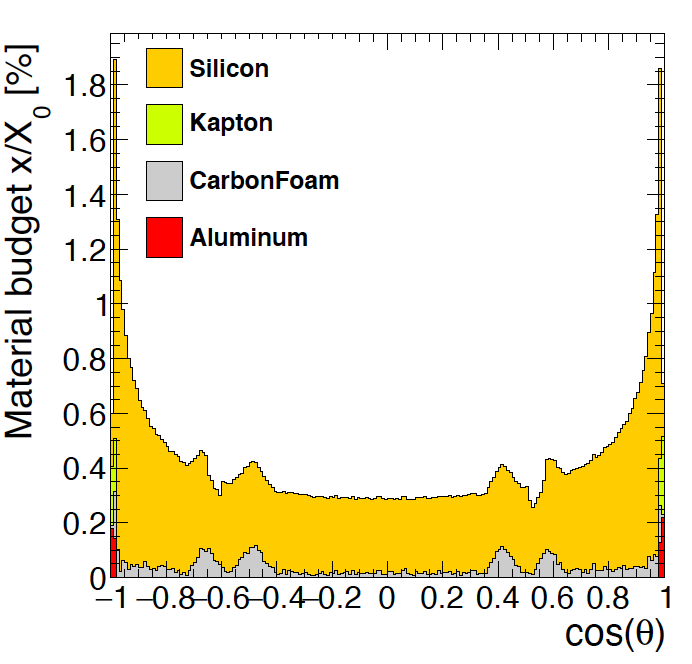 Material budget x/X0 [%]
Silicon
Kapton
CarbonFoam
Aluminum
1.8
1.6
1.4
1.2
1
0.8
0.6
0.4
0.2
0
−1 −0.8 −0.6 −0.4 −0.2 0 0.2 0.4 0.6 0.8 1
cos(θ)